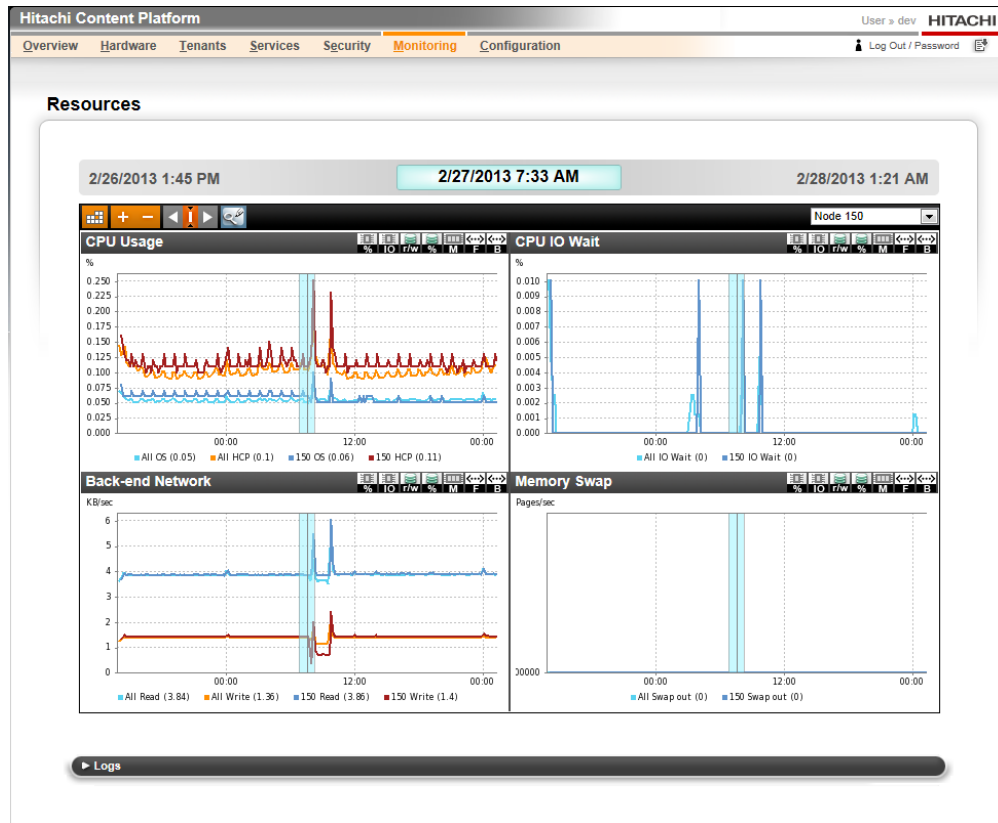 Hitachi Content Platform
User » dev HITACHI
Overview Hardware Tenants Services Security Monitoring Configuration
Log Out / Password
Resources
2/26/2013 1:45 PM 2/27/2013 7:33 AM 2/28/2013 1:21 AM
Node 150
CPU Usage % IO r/w % M F B
%
0.250
0.200
0.175
0.150
0.125
0.100
0.075
0.050
0.025
0.000
00:00 12:00 00:00
All OS (0.05) All HCP (0.1) 150 OS (0.06) 150 HCP (0.11)
CPU IO Wait % IO r/w % M F B
%
0.010
0.009
0.008
0.007
0.006
0.005
0.004
0.003
0.002
0.001
0.000
00:00 12:00 00:00
All IO Wait (0) 150 IO Wait (0)
Back-end Network % IO r/w % M F B
KB/sec
6
5
4
3
2
1
0
00:00 12:00 00:00
All Read (3.84) All Write (1.36) 150 Read (3.86) 150 Write (1.4)
Memory Swap % IO r/w % M F B
Pages/sec
00000
00:00 12:00 00:00
All Swap out (0) 150 Swap out (0)
Logs